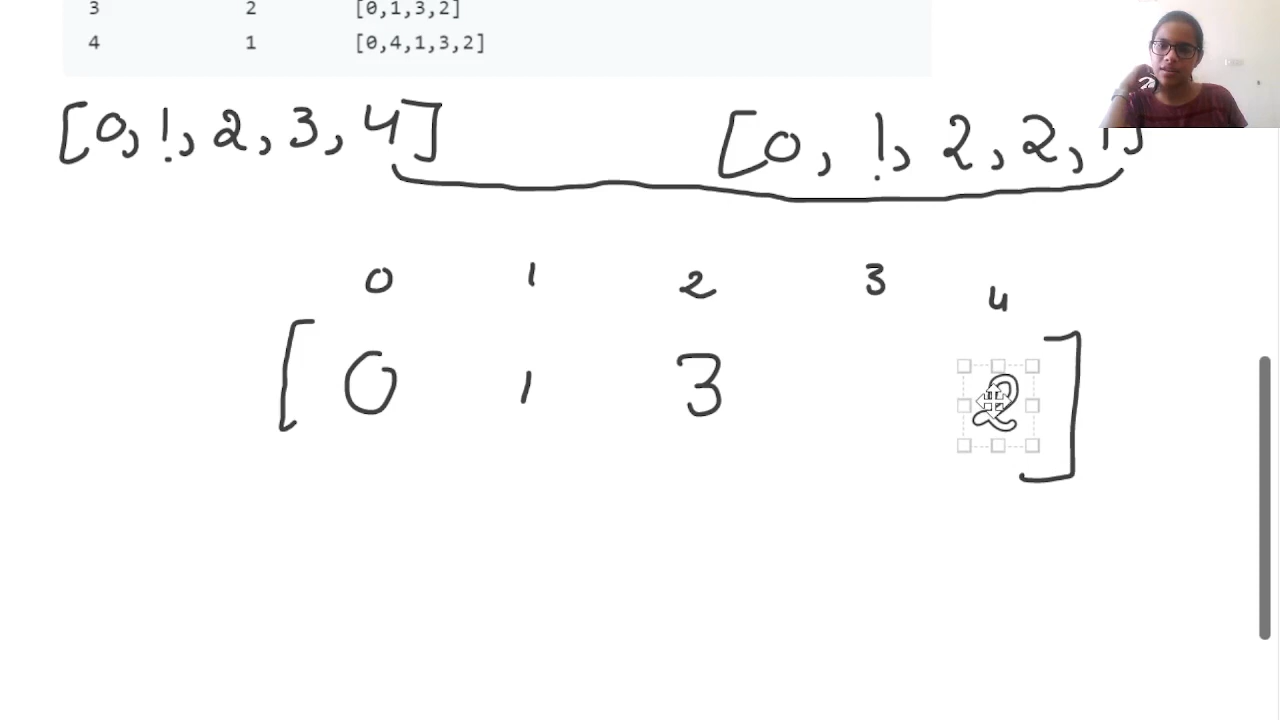 3 2 [0,1,3,2]
4 1 [0,4,1,3,2]
[0, 1, 2, 3, 4] [0, 1, 2, 2, 1]
0 1 2 3 4
[0 1 3 2]